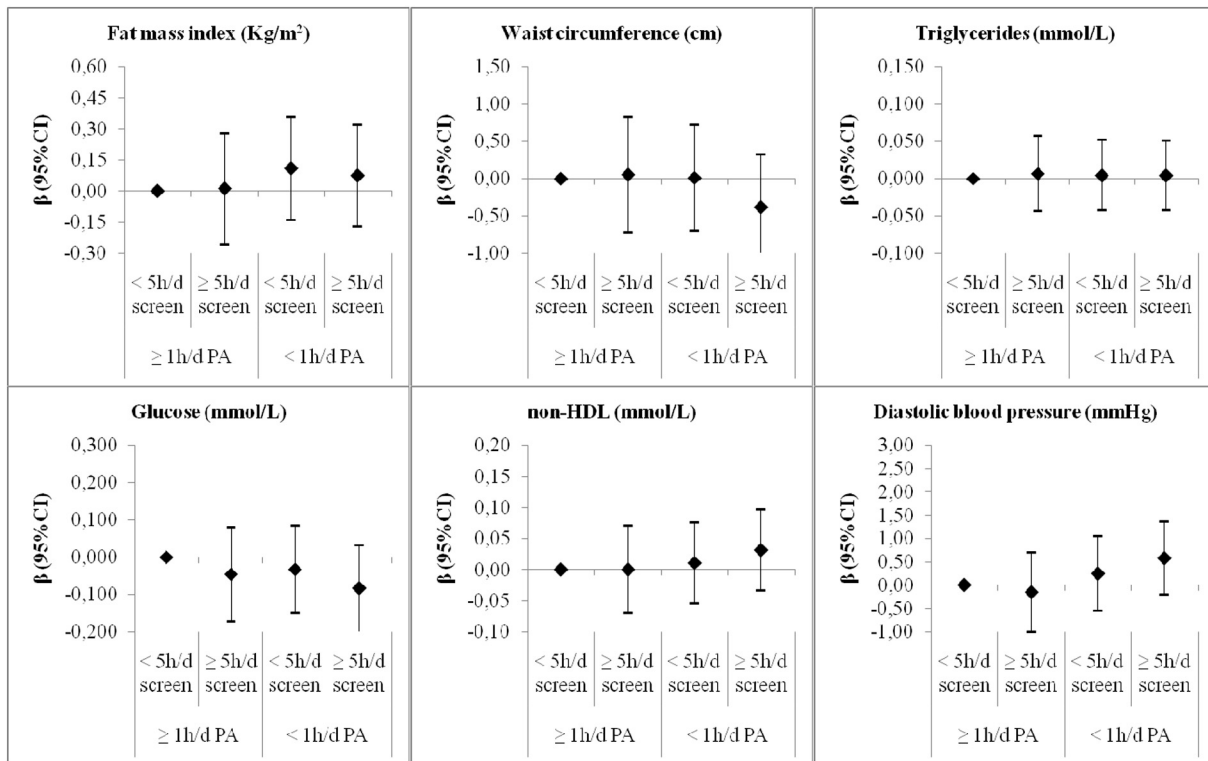 Fat mass index (Kg/m²)
β (95%CI)
0,60
0,45
0,30
0,15
0,00
-0,15
-0,30
< 5h/d ≥ 5h/d < 5h/d ≥ 5h/d
screen screen screen screen
≥ 1h/d PA < 1h/d PA
Waist circumference (cm)
β (95%CI)
1,50
1,00
0,50
0,00
-0,50
-1,00
< 5h/d ≥ 5h/d < 5h/d ≥ 5h/d
screen screen screen screen
≥ 1h/d PA < 1h/d PA
Triglycerides (mmol/L)
β (95%CI)
0,150
0,100
0,050
0,000
-0,050
-0,100
< 5h/d ≥ 5h/d < 5h/d ≥ 5h/d
screen screen screen screen
≥ 1h/d PA < 1h/d PA
Glucose (mmol/L)
β (95%CI)
0,300
0,200
0,100
0,000
-0,100
-0,200
< 5h/d ≥ 5h/d < 5h/d ≥ 5h/d
screen screen screen screen
≥ 1h/d PA < 1h/d PA
non-HDL (mmol/L)
β (95%CI)
0,20
0,15
0,10
0,05
0,00
-0,05
-0,10
< 5h/d ≥ 5h/d < 5h/d ≥ 5h/d
screen screen screen screen
≥ 1h/d PA < 1h/d PA
Diastolic blood pressure (mmHg)
β (95%CI)
3,00
2,50
2,00
1,50
1,00
0,50
0,00
-0,50
-1,00
< 5h/d ≥ 5h/d < 5h/d ≥ 5h/d
screen screen screen screen
≥ 1h/d PA < 1h/d PA